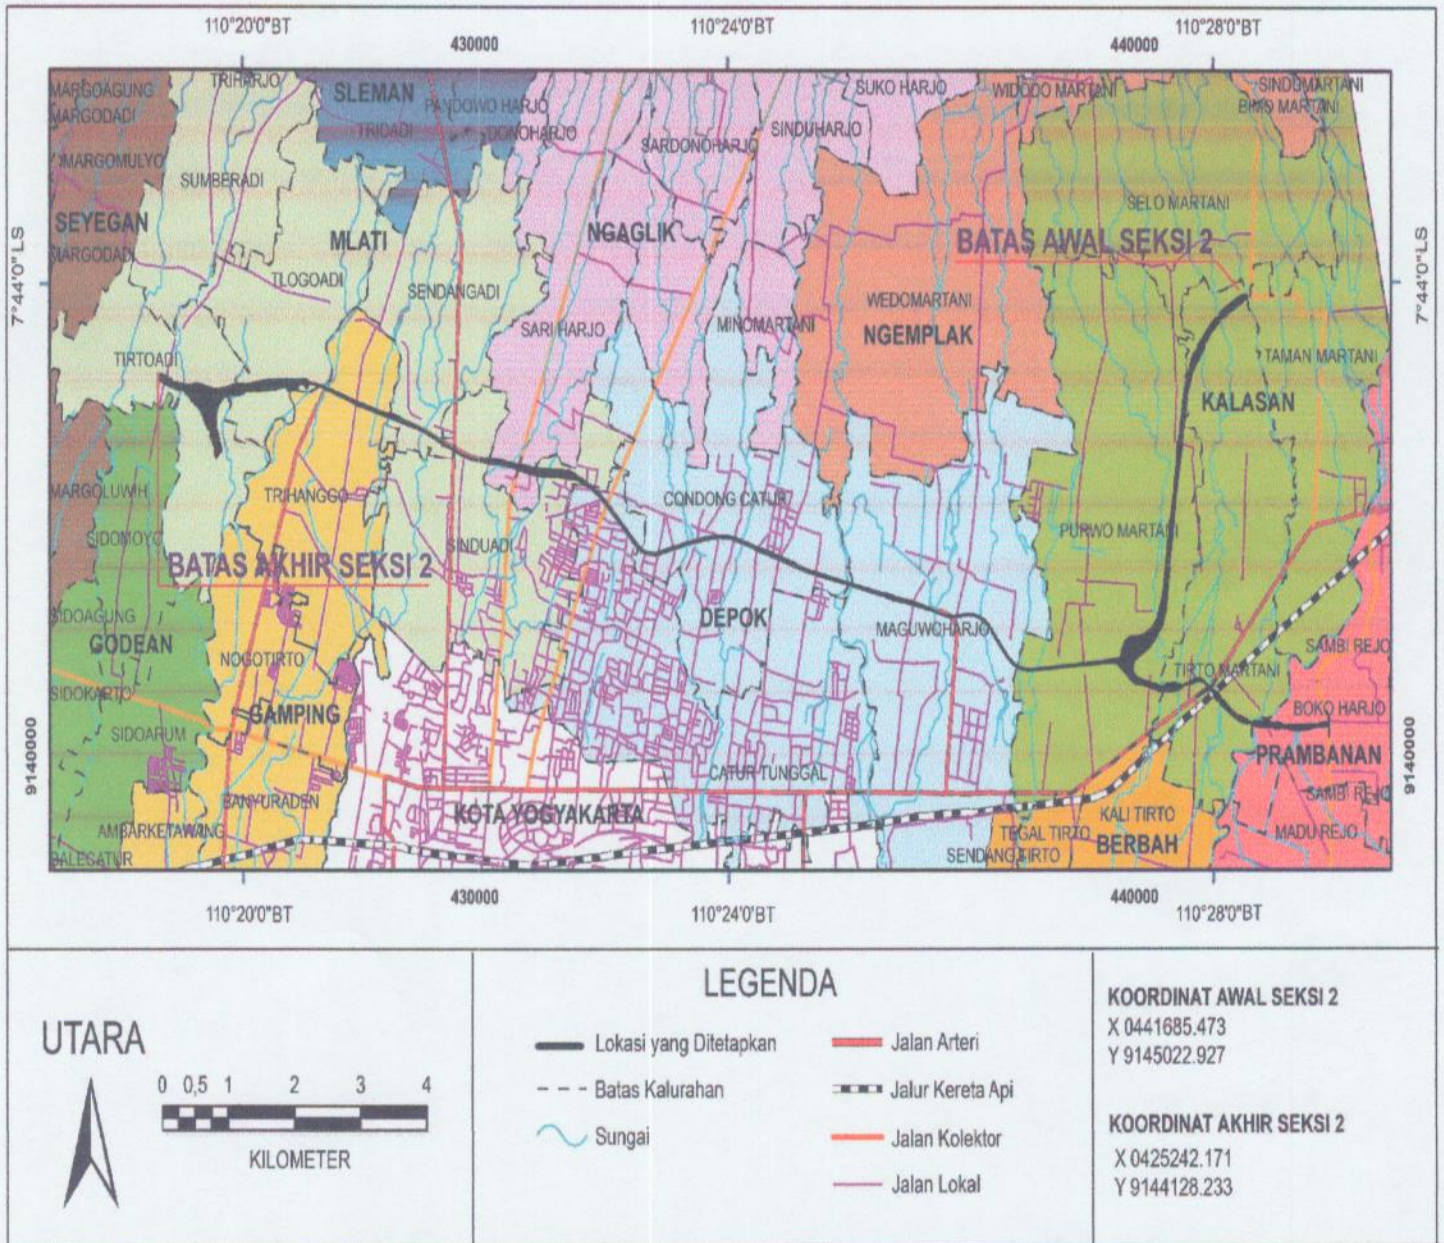 110°20'0"BT
110°24'0"BT
110°28'0"BT
430000
440000
MARGOAGUNG
TRIHARJO
SLEMAN
PANDOWO HARJO
SUKO HARJO
WIDODO MARTANI
SINDOMARTANI
BIMO MARTANI
MARGODADI
TRIDADI
DONOHARJO
SINDUHARJO
SARDONOHARJO
MARGOMULYO
SUMBERADI
SELO MARTANI
SEYEGAN
MLATI
NGAGLIK
BATAS AWAL SEKSI 2
MARGODADI
7°44'0"LS
7°44'0"LS
TLOGOADI
SENDANGADI
WEDOMARTANI
SARI HARJO
MINOMARTANI
NGEMPLAK
TIRTOADI
TAMAN MARTANI
KALASAN
MARGOLUWIH
TRIHANGGO
CONDONG CATUR
SIDOMOYO
SINDUADI
PURWO MARTANI
BATAS AKHIR SEKSI 2
SIDOAGUNG
GODEAN
DEPOK
MAGUWOHARJO
NOGOTIRTO
SAMBI REJO
TIRTO MARTANI
SIDOKARTO
GAMPING
SIDOARUM
BOKO HARJO
PRAMBANAN
9140000
9140000
CATUR TUNGGAL
SAMBI REJO
BANYURADEN
KOTA YOGYAKARTA
KALI TIRTO
AMBARKETAWANG
TEGAL TIRTO
BERBAH
MADU REJO
BALECATUR
SENDANG TIRTO
430000
440000
110°20'0"BT
110°24'0"BT
110°28'0"BT
UTARA
0 0,5 1 2 3 4
KILOMETER
LEGENDA
Lokasi yang Ditetapkan
Batas Kalurahan
Sungai
Jalan Arteri
Jalur Kereta Api
Jalan Kolektor
Jalan Lokal
KOORDINAT AWAL SEKSI 2
X 0441685.473
Y 9145022.927
KOORDINAT AKHIR SEKSI 2
X 0425242.171
Y 9144128.233